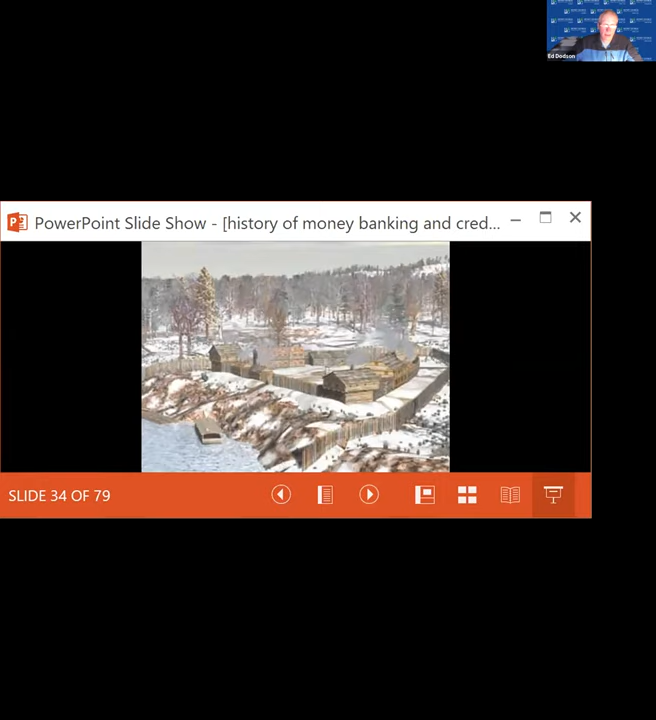 Ed Dodson
PowerPoint Slide Show - [history of money banking and cred...
SLIDE 34 OF 79